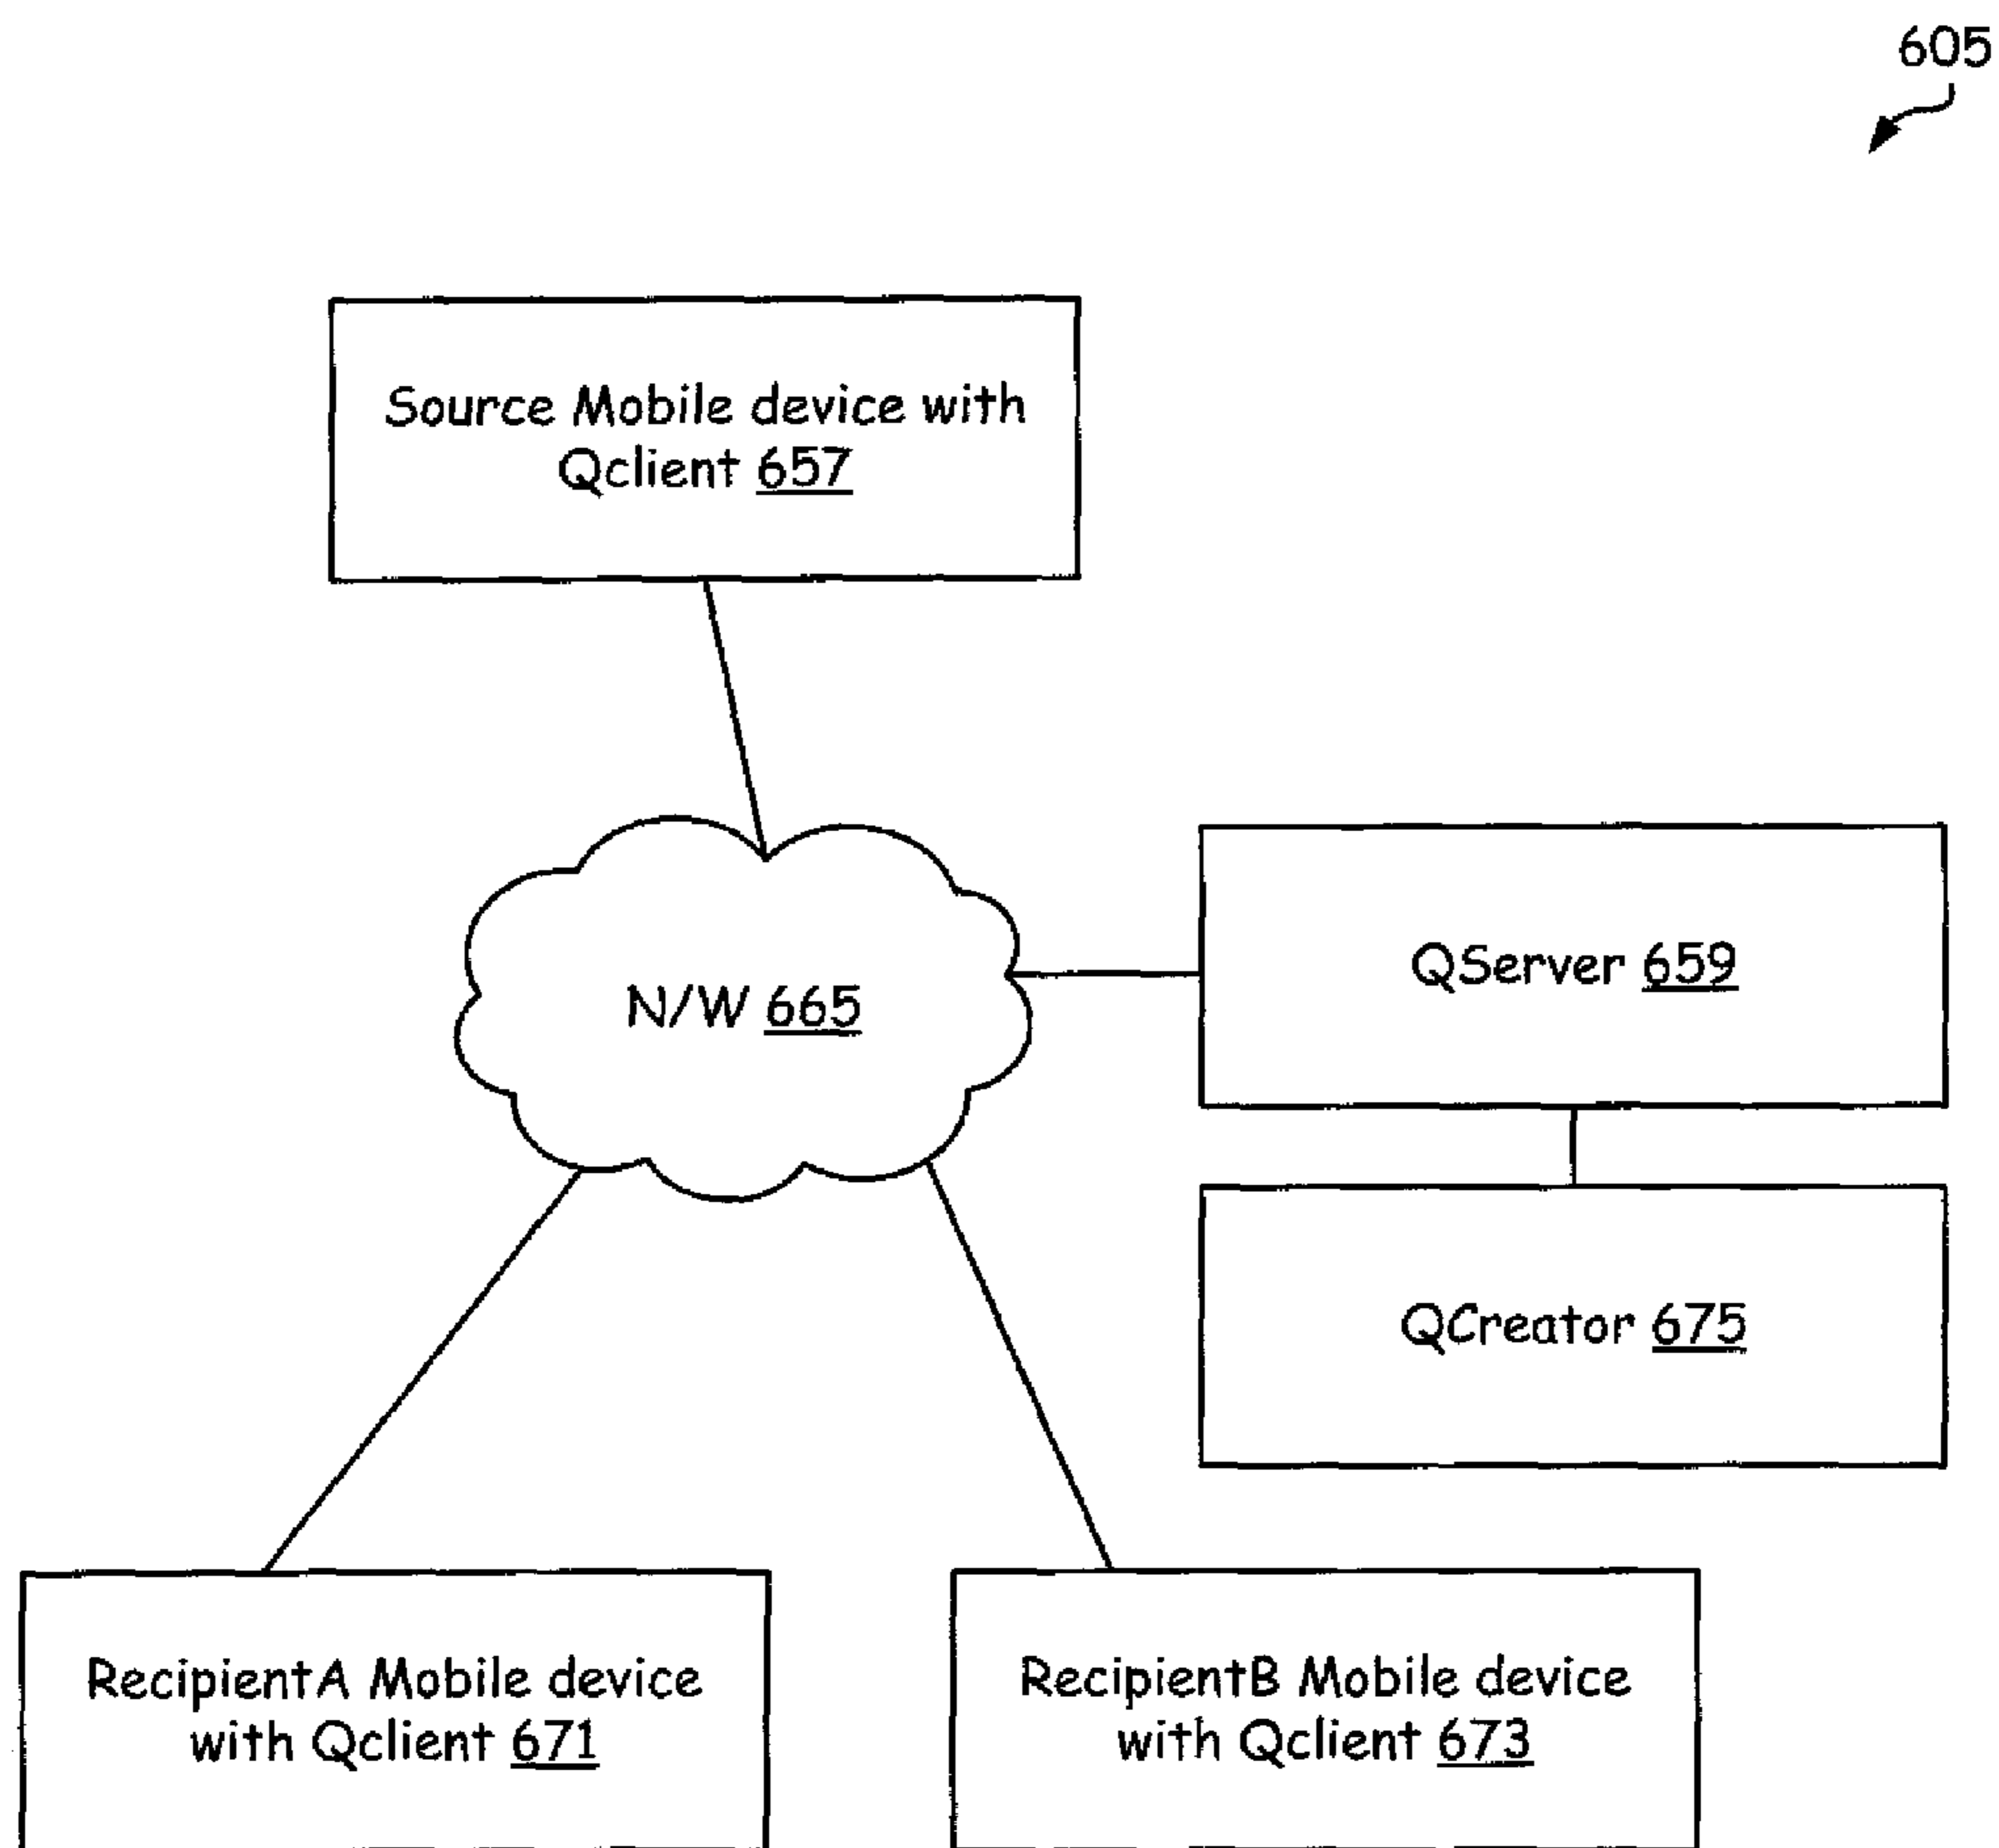 605
Source Mobile device with
Qclient 657
N/W 665
QServer 659
QCreator 675
RecipientA Mobile device
with Qclient 671
RecipientB Mobile device
with Qclient 673